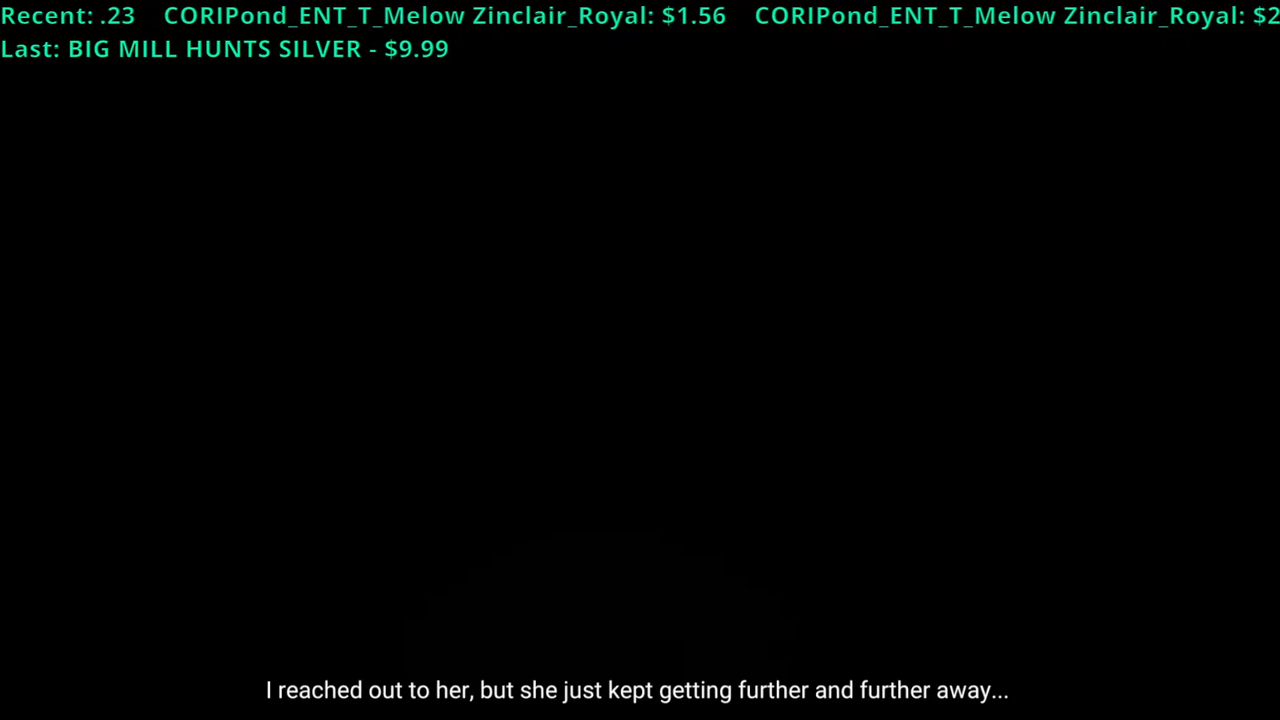 Recent: .23 CORIPond_ENT_T_Melow Zinclair_Royal: $1.56 CORIPond_ENT_T_Melow Zinclair_Royal: $2
Last: BIG MILL HUNTS SILVER - $9.99
I reached out to her, but she just kept getting further and further away...